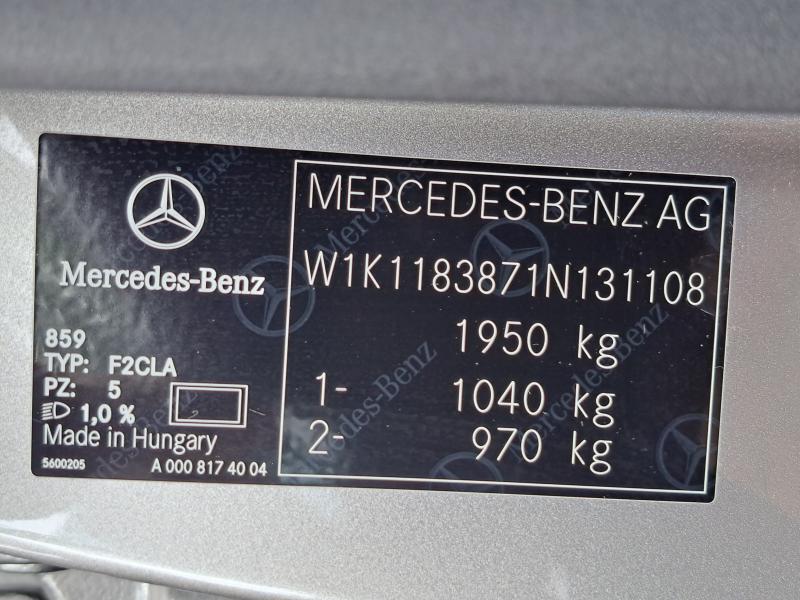 Mercedes-Benz
859
TYP: F2CLA
PZ: 5
1,0 %
Made in Hungary
5600205 A 000 817 40 04
MERCEDES-BENZ AG
W1K1183871N131108
1950 kg
1- 1040 kg
2- 970 kg